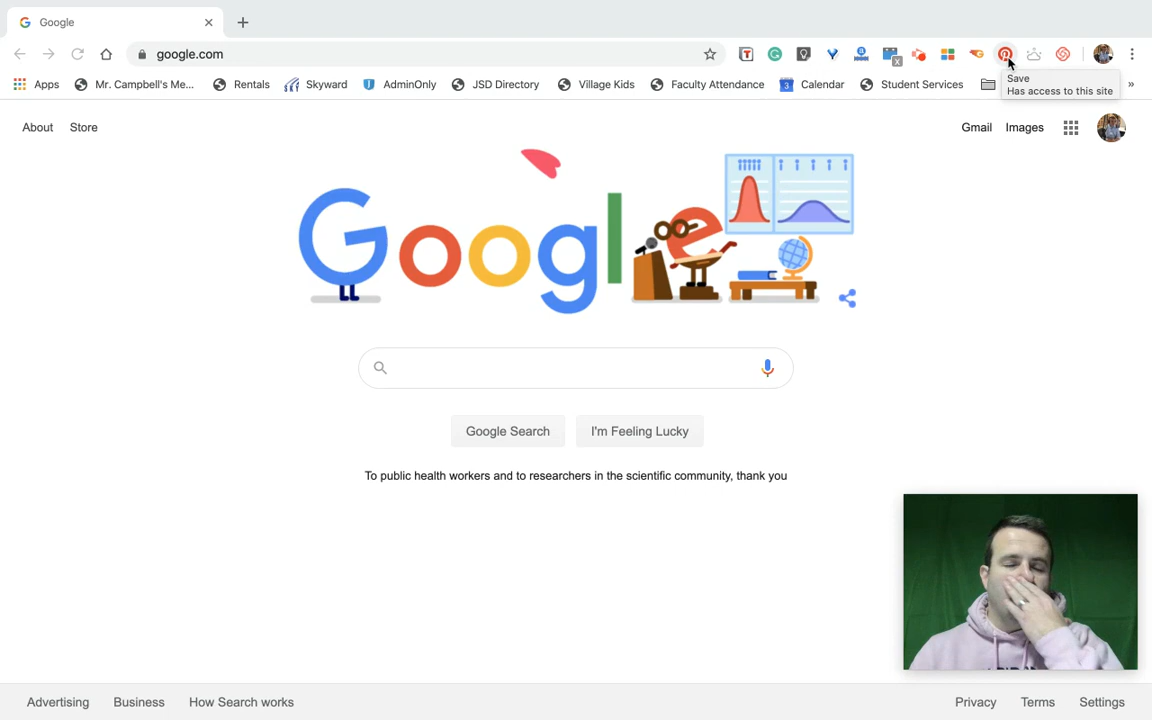 Google
google.com
Save
Has access to this site
Apps
Mr. Campbell's Me...
Rentals
Skyward
AdminOnly
JSD Directory
Village Kids
Faculty Attendance
3
Calendar
Student Services
»
About
Store
Gmail
Images
Google
Google Search
I'm Feeling Lucky
To public health workers and to researchers in the scientific community, thank you
Advertising
Business
How Search works
Privacy
Terms
Settings